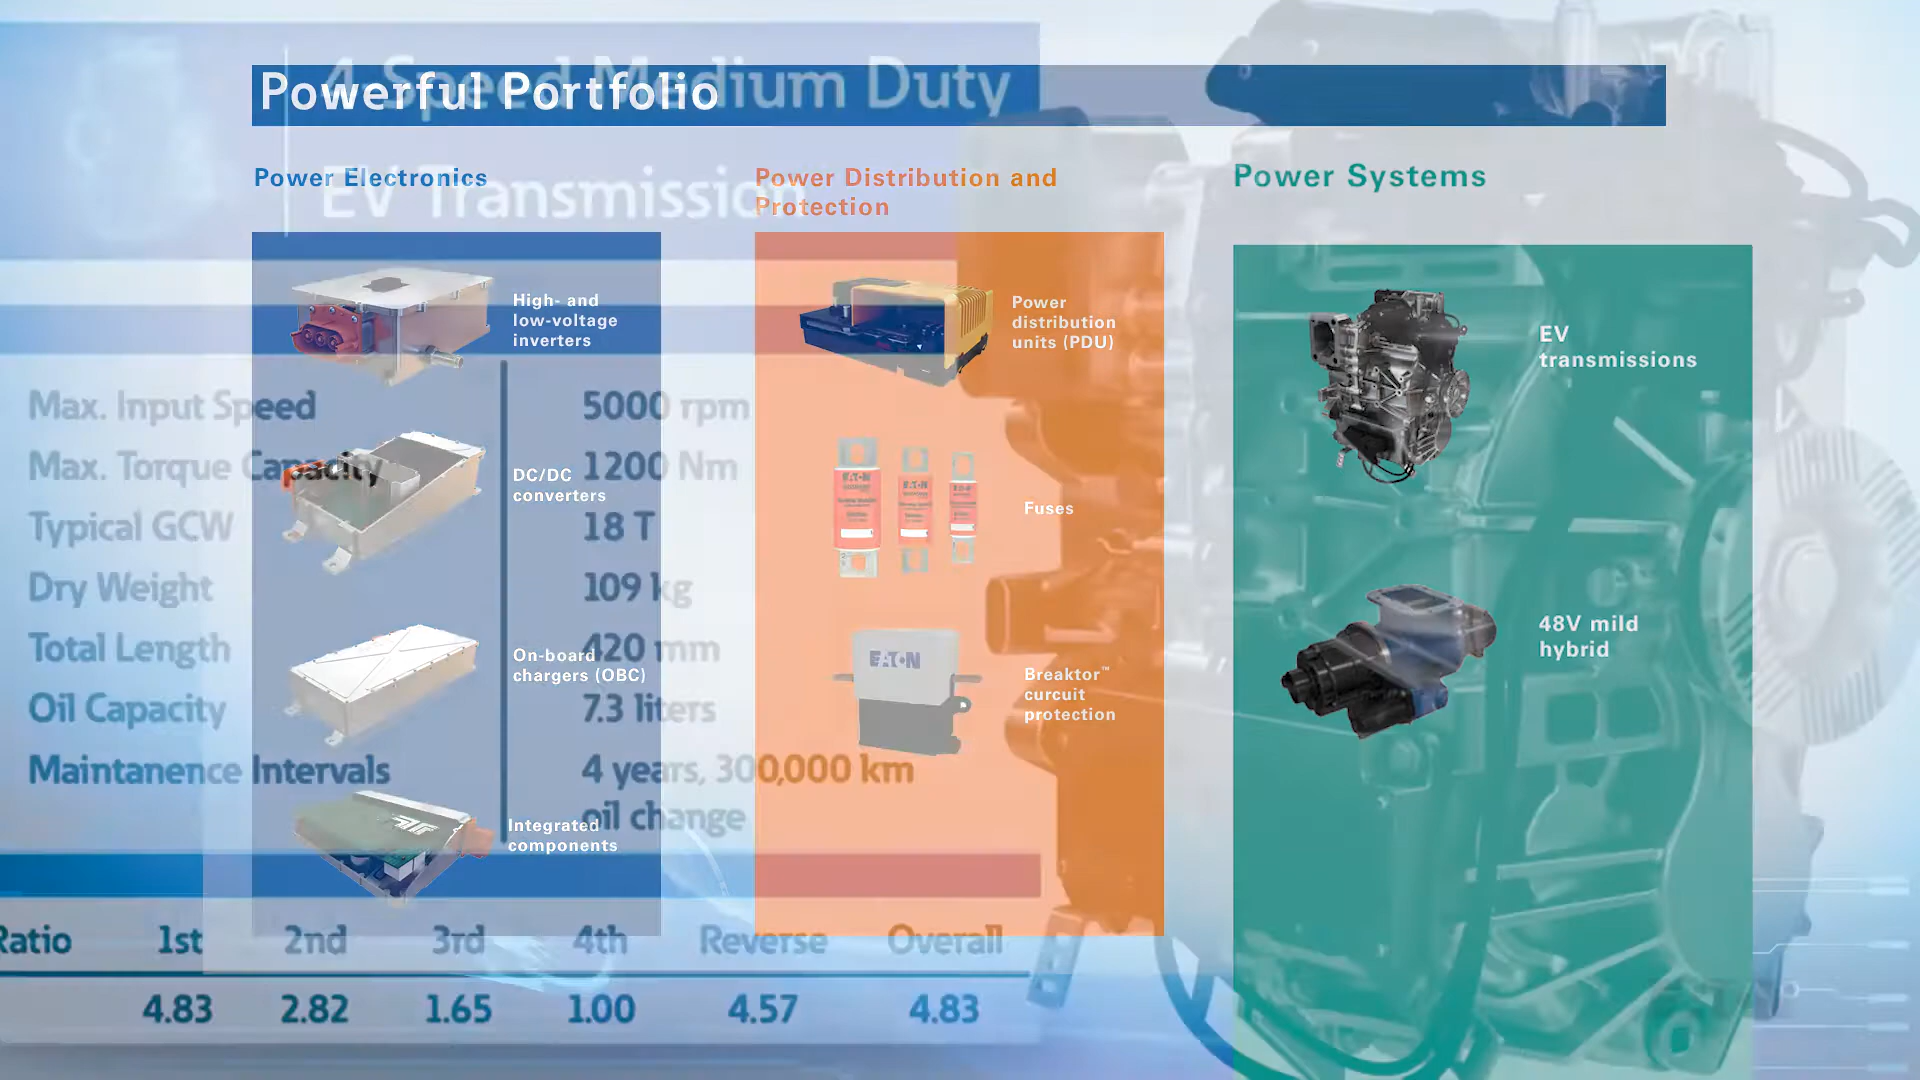 Powerful Portfolio
4-Speed Medium Duty
EV Transmission
Power Electronics
High- and
low-voltage
inverters
DC/DC
converters
On-board
chargers (OBC)
Integrated
components
Power Distribution and
Protection
Power
distribution
units (PDU)
EATON
EATON
EATON
Fuses
EATON
Breaktor™
curcuit
protection
Power Systems
EV
transmissions
48V mild
hybrid
Max. Input Speed 5000 rpm
Max. Torque Capacity 1200 Nm
Typical GCW 18 T
Dry Weight 109 kg
Total Length 420 mm
Oil Capacity 7.3 liters
Maintanence Intervals 4 years, 300,000 km
oil change
Ratio 1st 2nd 3rd 4th Reverse Overall
4.83 2.82 1.65 1.00 4.57 4.83